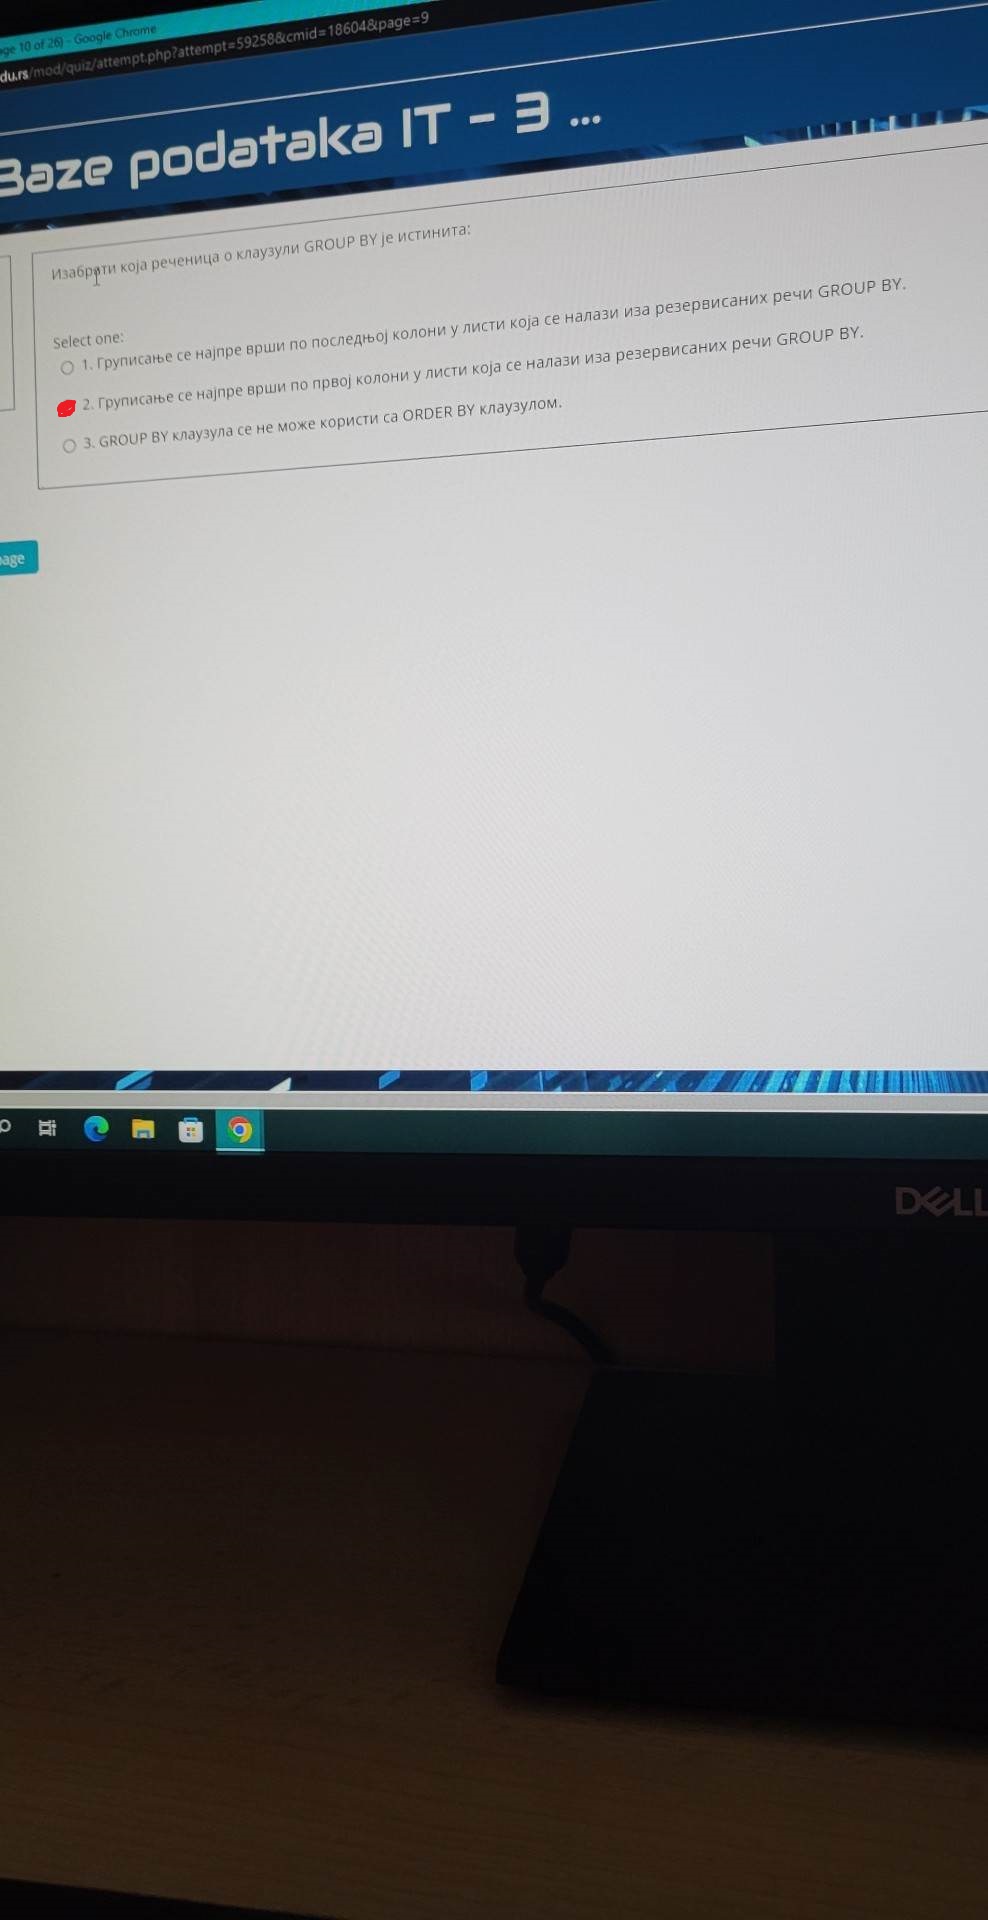 ge 10 of 26) - Google Chrome
du.rs/mod/quiz/attempt.php?attempt=59258&cmid=18604&page=9
Baze podataka IT - 3 ...
Изабрати која реченица о клаузули GROUP BY је истинита:
Select one:
1. Груписање се најпре врши по последњој колони у листи која се налази иза резервисаних речи GROUP BY.
2. Груписање се најпре врши по првој колони у листи која се налази иза резервисаних речи GROUP BY.
3. GROUP BY клаузула се не може користи са ORDER BY клаузулом.
age
DELL